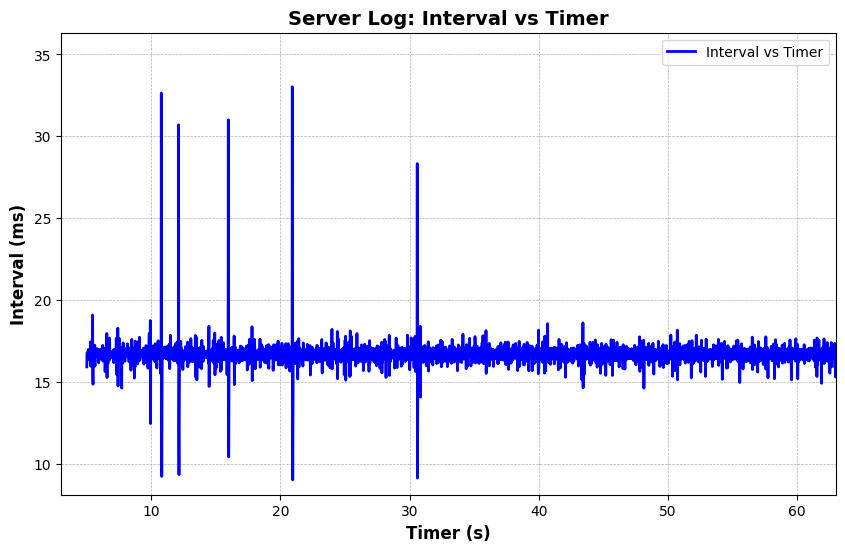 Server Log: Interval vs Timer
Interval vs Timer
Interval (ms)
35
30
25
20
15
10
10 20 30 40 50 60
Timer (s)